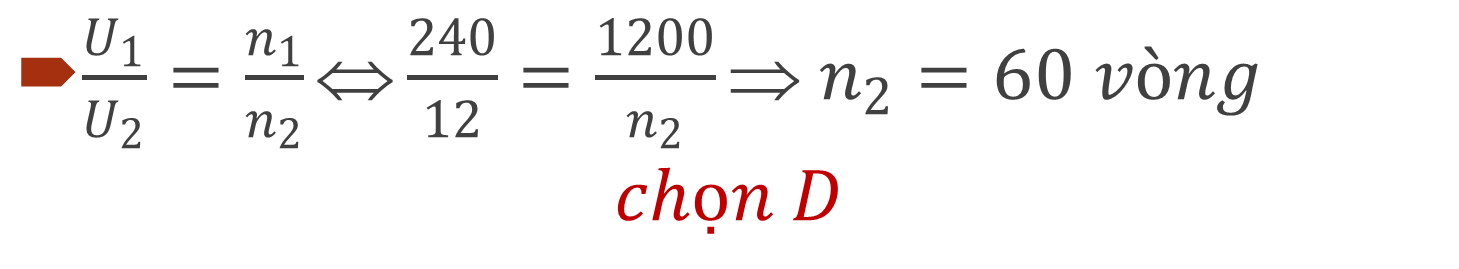 U₁/U₂ = n₁/n₂ ⇔ 240/12 = 1200/n₂ ⇒ n₂ = 60 vòng
chọn D